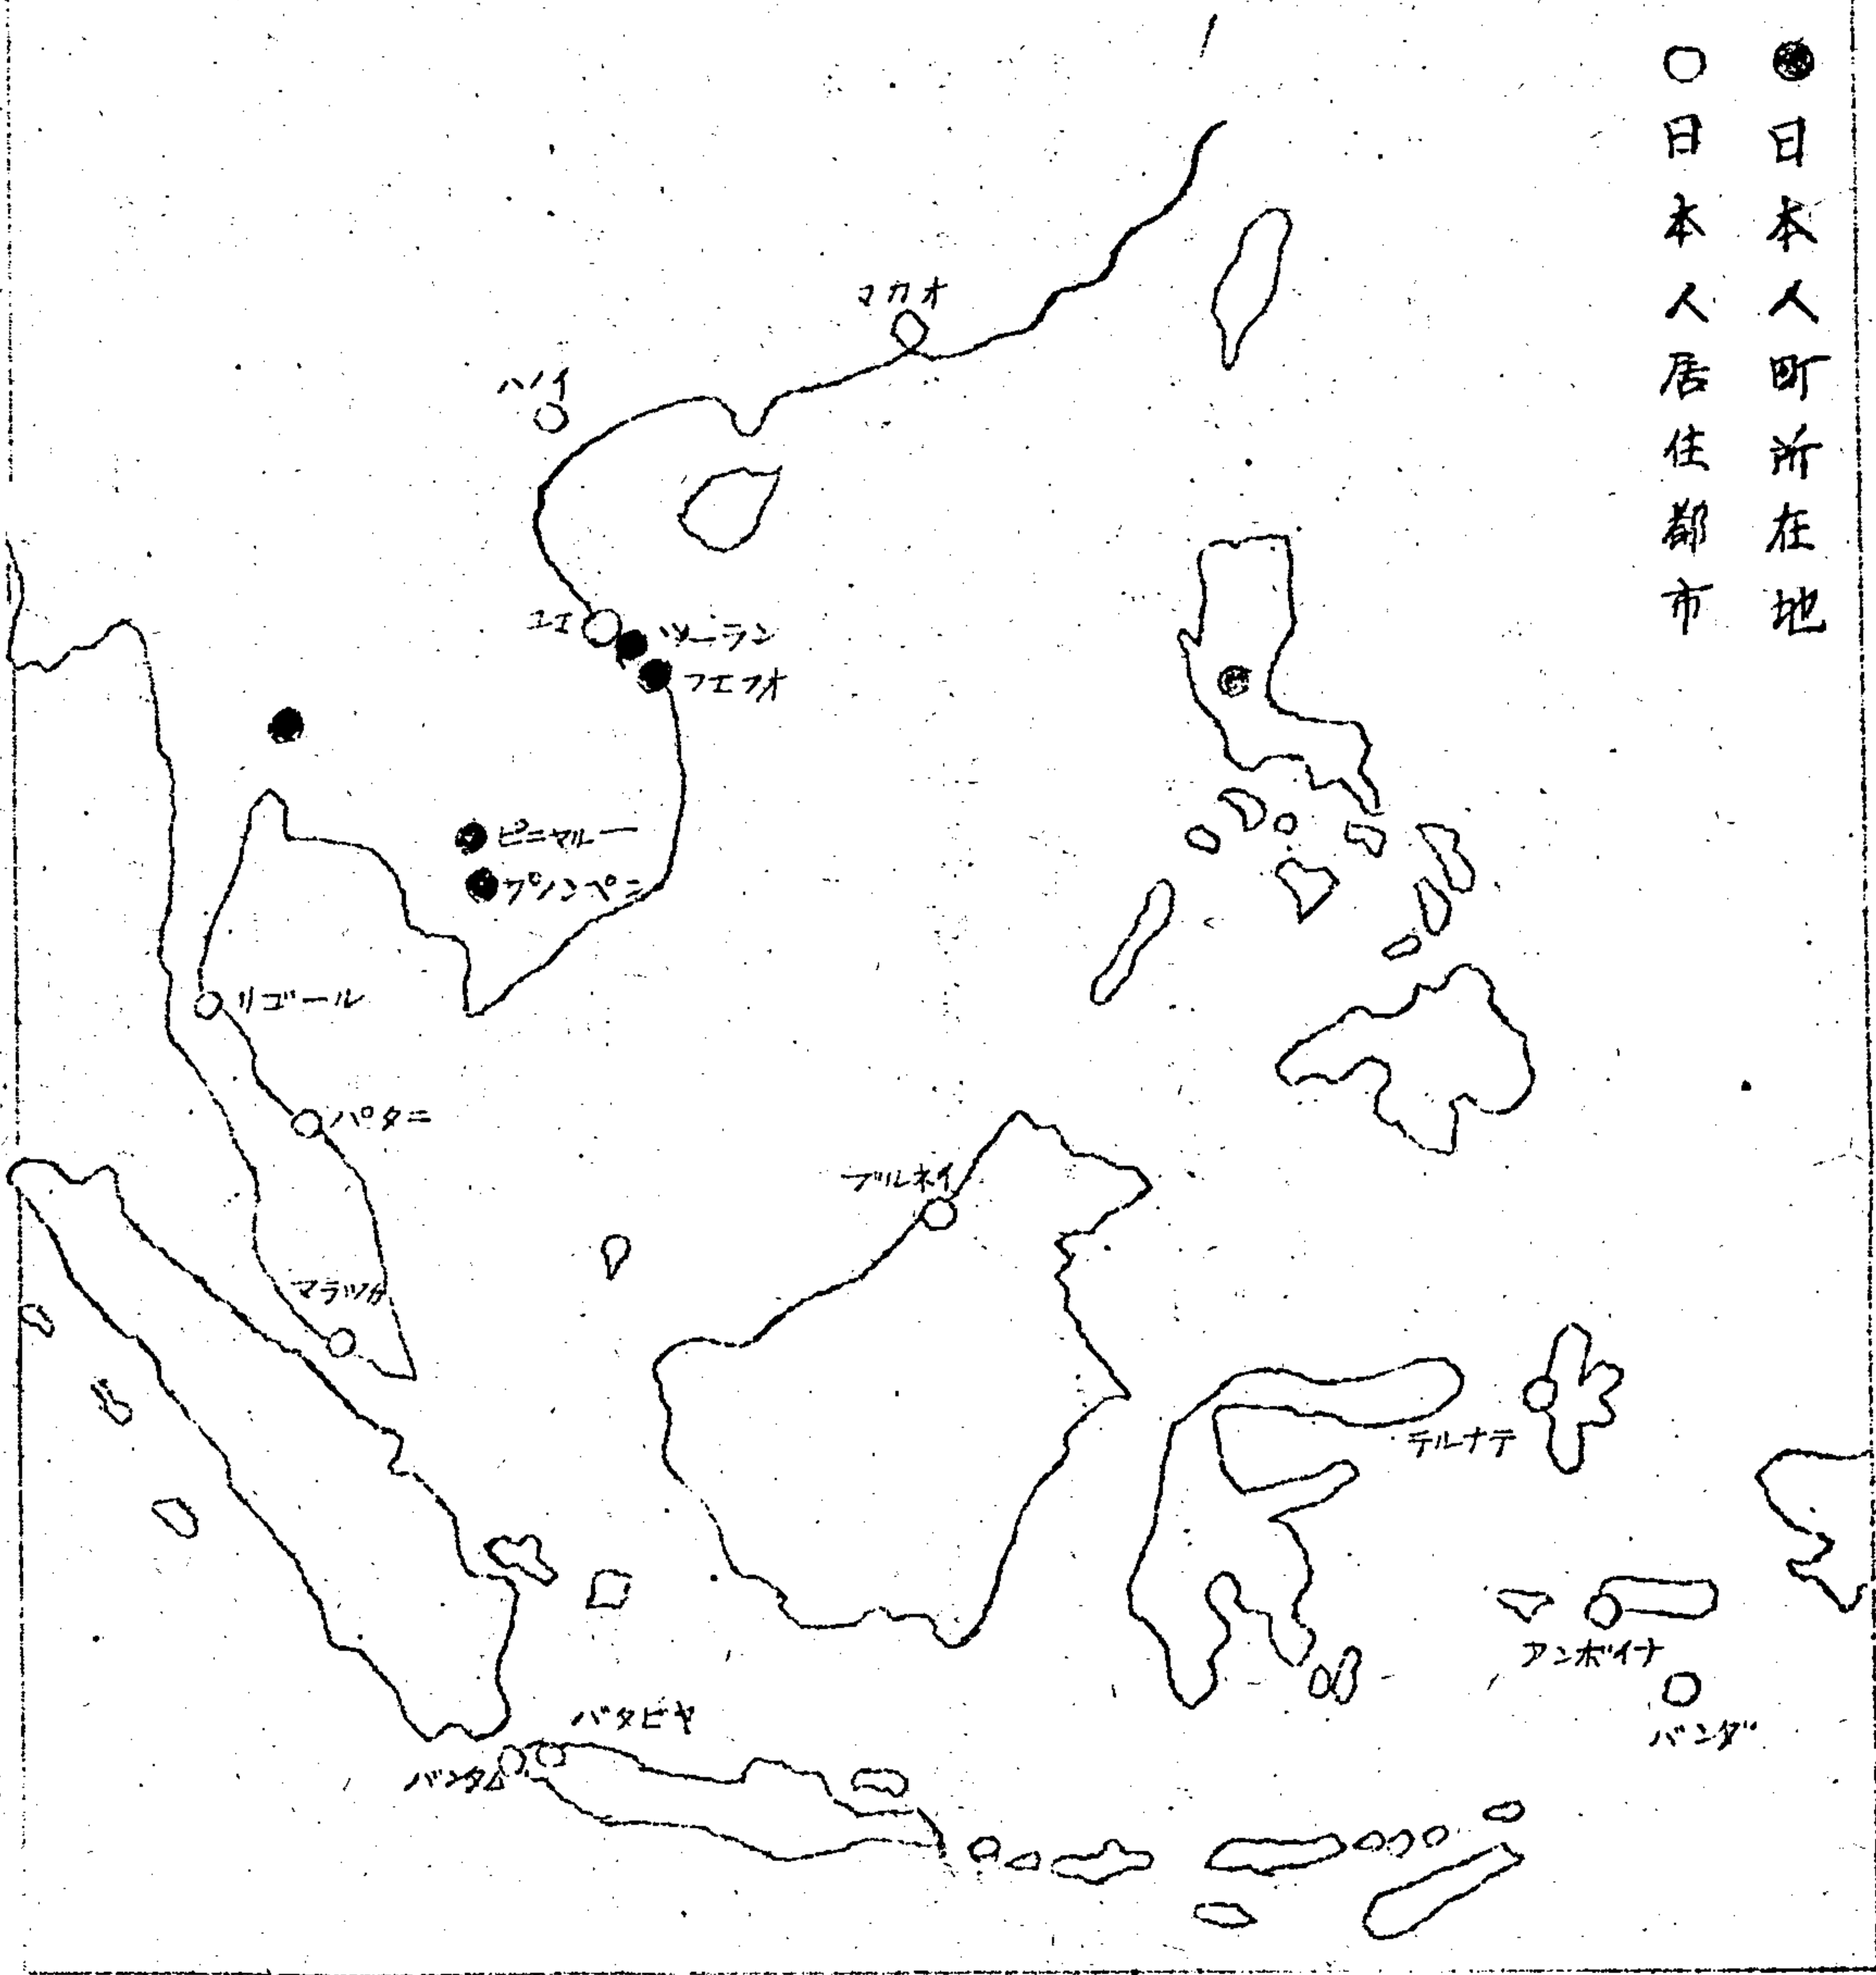 ●日本人町所在地
○日本人居住都市
マカオ
ハノイ
ユエ
ツーラン
フエフオ
ピニャルー
プノンペン
リゴール
パタニ
ブルネイ
マラツカ
テルナテ
アンボイナ
バンダ
バタビヤ
バンタム